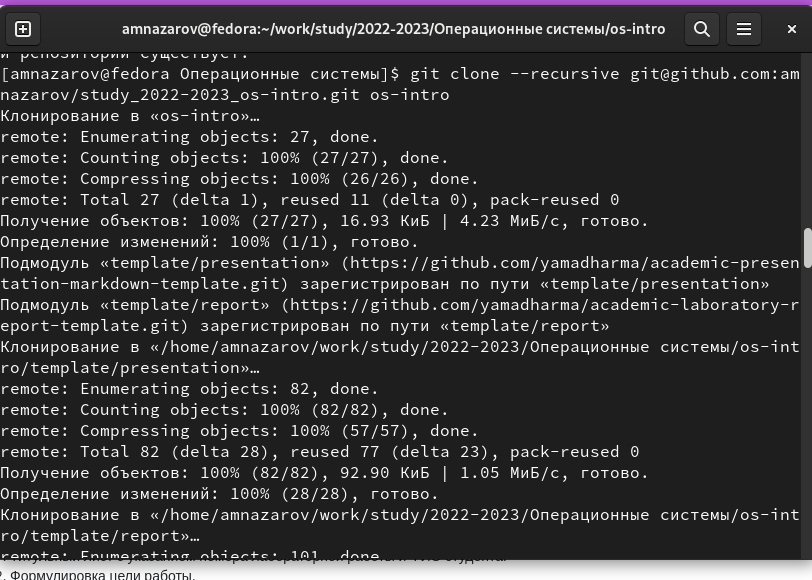 amnazarov@fedora:~/work/study/2022-2023/Операционные системы/os-intro
и репозиторий существует.
[amnazarov@fedora Операционные системы]$ git clone --recursive git@github.com:am
nazarov/study_2022-2023_os-intro.git os-intro
Клонирование в «os-intro»…
remote: Enumerating objects: 27, done.
remote: Counting objects: 100% (27/27), done.
remote: Compressing objects: 100% (26/26), done.
remote: Total 27 (delta 1), reused 11 (delta 0), pack-reused 0
Получение объектов: 100% (27/27), 16.93 КиБ | 4.23 МиБ/с, готово.
Определение изменений: 100% (1/1), готово.
Подмодуль «template/presentation» (https://github.com/yamadharma/academic-presen
tation-markdown-template.git) зарегистрирован по пути «template/presentation»
Подмодуль «template/report» (https://github.com/yamadharma/academic-laboratory-r
eport-template.git) зарегистрирован по пути «template/report»
Клонирование в «/home/amnazarov/work/study/2022-2023/Операционные системы/os-int
ro/template/presentation»…
remote: Enumerating objects: 82, done.
remote: Counting objects: 100% (82/82), done.
remote: Compressing objects: 100% (57/57), done.
remote: Total 82 (delta 28), reused 77 (delta 23), pack-reused 0
Получение объектов: 100% (82/82), 92.90 КиБ | 1.05 МиБ/с, готово.
Определение изменений: 100% (28/28), готово.
Клонирование в «/home/amnazarov/work/study/2022-2023/Операционные системы/os-int
ro/template/report»…
remote: Enumerating objects: 101, done.
2. Формулировка цели работы.